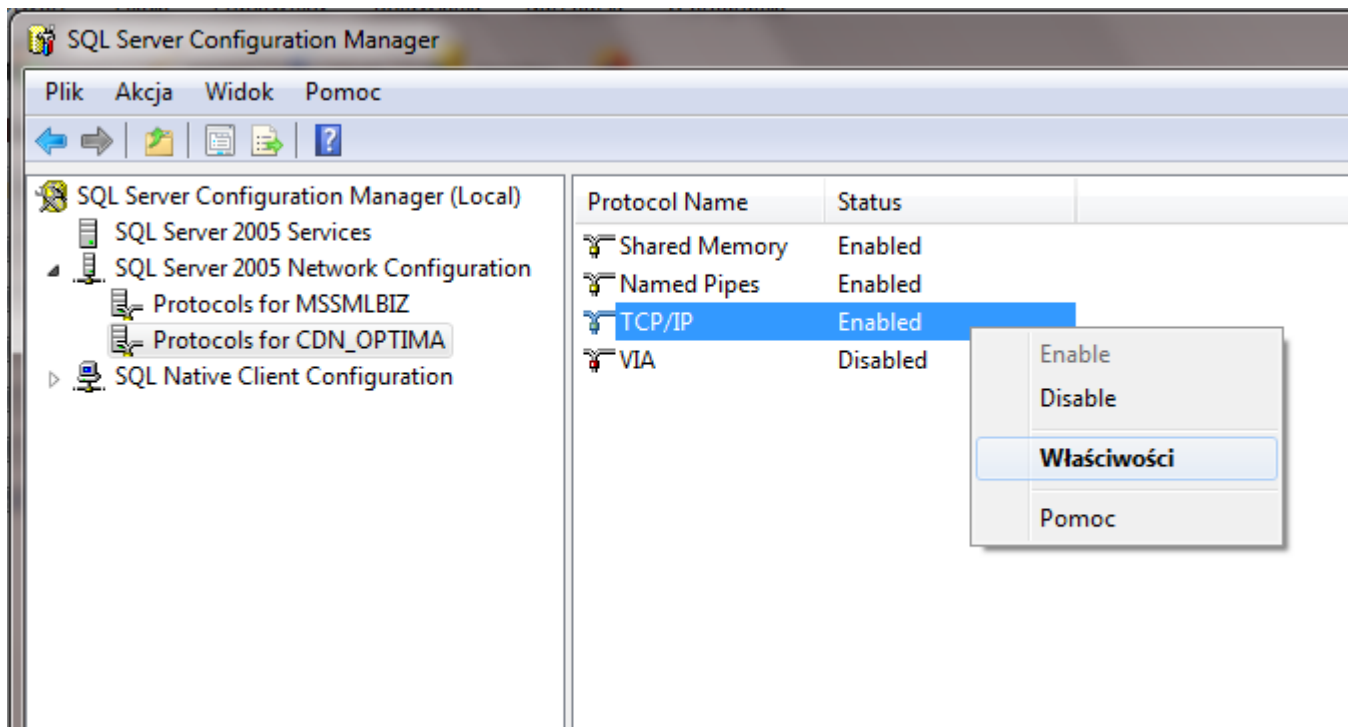 SQL Server Configuration Manager
Plik Akcja Widok Pomoc
SQL Server Configuration Manager (Local)
SQL Server 2005 Services
SQL Server 2005 Network Configuration
Protocols for MSSMLBIZ
Protocols for CDN_OPTIMA
SQL Native Client Configuration
Protocol Name Status
Shared Memory Enabled
Named Pipes Enabled
TCP/IP Enabled
VIA Disabled
Enable
Disable
Właściwości
Pomoc